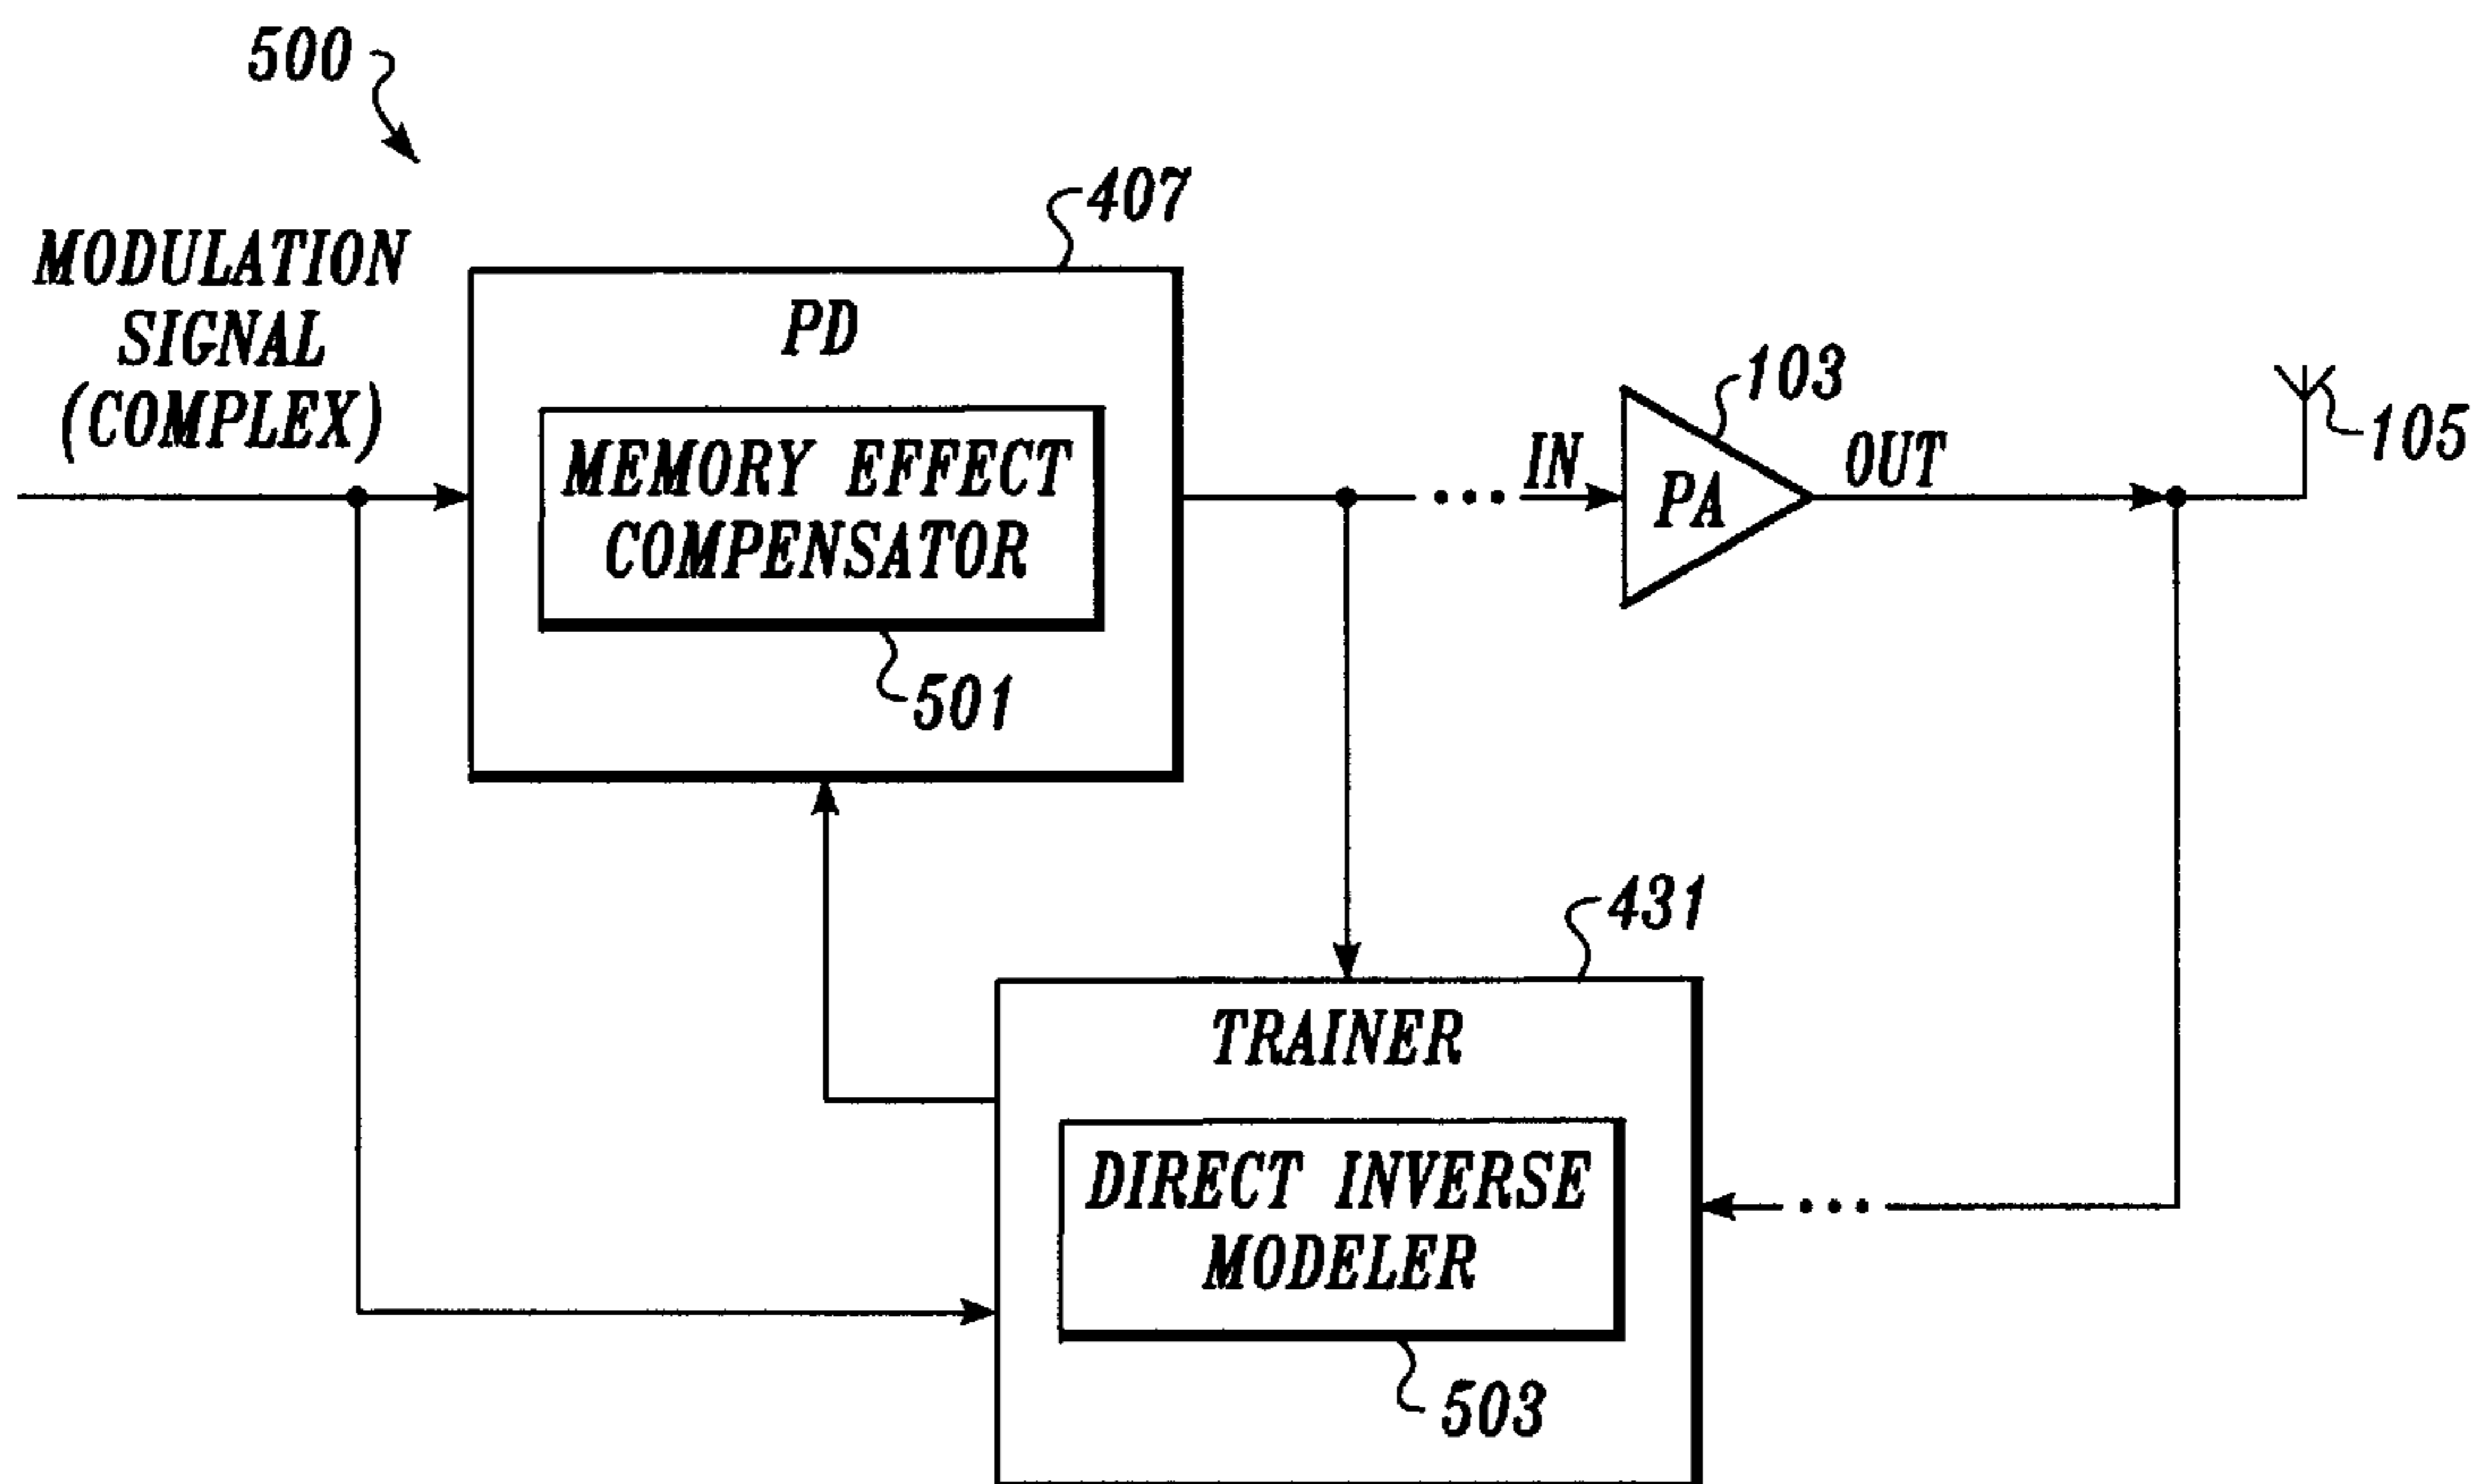 500
407
MODULATION
SIGNAL
(COMPLEX)
PD
MEMORY EFFECT
COMPENSATOR
501
IN
PA
103
OUT
105
431
TRAINER
DIRECT INVERSE
MODELER
503